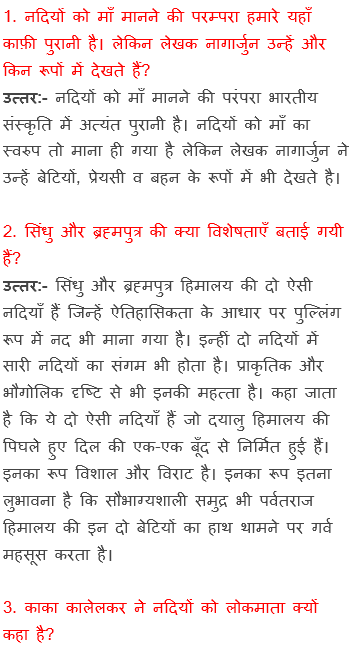 1. नदियों को माँ मानने की परम्परा हमारे यहाँ
काफ़ी पुरानी है। लेकिन लेखक नागार्जुन उन्हें और
किन रूपों में देखते हैं?
उत्तर:- नदियों को माँ मानने की परंपरा भारतीय
संस्कृति में अत्यंत पुरानी है। नदियों को माँ का
स्वरुप तो माना ही गया है लेकिन लेखक नागार्जुन ने
उन्हें बेटियों, प्रेयसी व बहन के रूपों में भी देखते है।
2. सिंधु और ब्रह्मपुत्र की क्या विशेषताएँ बताई गयी
हैं?
उत्तर:- सिंधु और ब्रह्मपुत्र हिमालय की दो ऐसी
नदियाँ हैं जिन्हें ऐतिहासिकता के आधार पर पुल्लिंग
रूप में नद भी माना गया है। इन्हीं दो नदियों में
सारी नदियों का संगम भी होता है। प्राकृतिक और
भौगोलिक दृष्टि से भी इनकी महत्ता है। कहा जाता
है कि ये दो ऐसी नदियाँ हैं जो दयालु हिमालय की
पिघले हुए दिल की एक-एक बूँद से निर्मित हुई हैं।
इनका रूप विशाल और विराट है। इनका रूप इतना
लुभावना है कि सौभाग्यशाली समुद्र भी पर्वतराज
हिमालय की इन दो बेटियों का हाथ थामने पर गर्व
महसूस करता है।
3. काका कालेलकर ने नदियों को लोकमाता क्यों
कहा है?